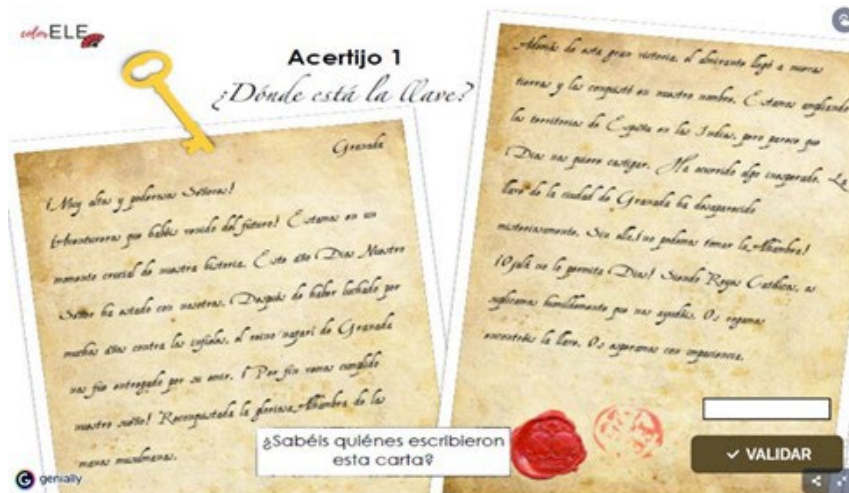 colorELE
Acertijo 1
¿Dónde está la llave?
Granada
¡Muy altos y poderosos Señores!
¡Aventureros que habéis venido del futuro! Estamos en un
momento crucial de nuestra historia. Este año Dios Nuestro
Señor ha estado con nosotros. Después de haber luchado por
muchos años contra los infieles, el reino nazarí de Granada
nos fue entregado por su emir. ¡Por fin vemos cumplido
nuestro sueño! Reconquistada la gloriosa Alhambra de las
manos musulmanas.
Además de esta gran victoria, el almirante llegó a nuevas
tierras y las conquistó en nuestro nombre. Estamos ampliando
los territorios de España en las Indias, pero parece que
Dios nos quiere castigar. Ha ocurrido algo inesperado. La
llave de la ciudad de Granada ha desaparecido
misteriosamente. Sin ella, ¡no podemos tomar la Alhambra!
¡Ojalá no lo permita Dios! Siendo Reyes Católicos, os
suplicamos humildemente que nos ayudéis. Os rogamos
encontréis la llave. Os esperamos con impaciencia.
¿Sabéis quiénes escribieron
esta carta?
✓ VALIDAR
genially